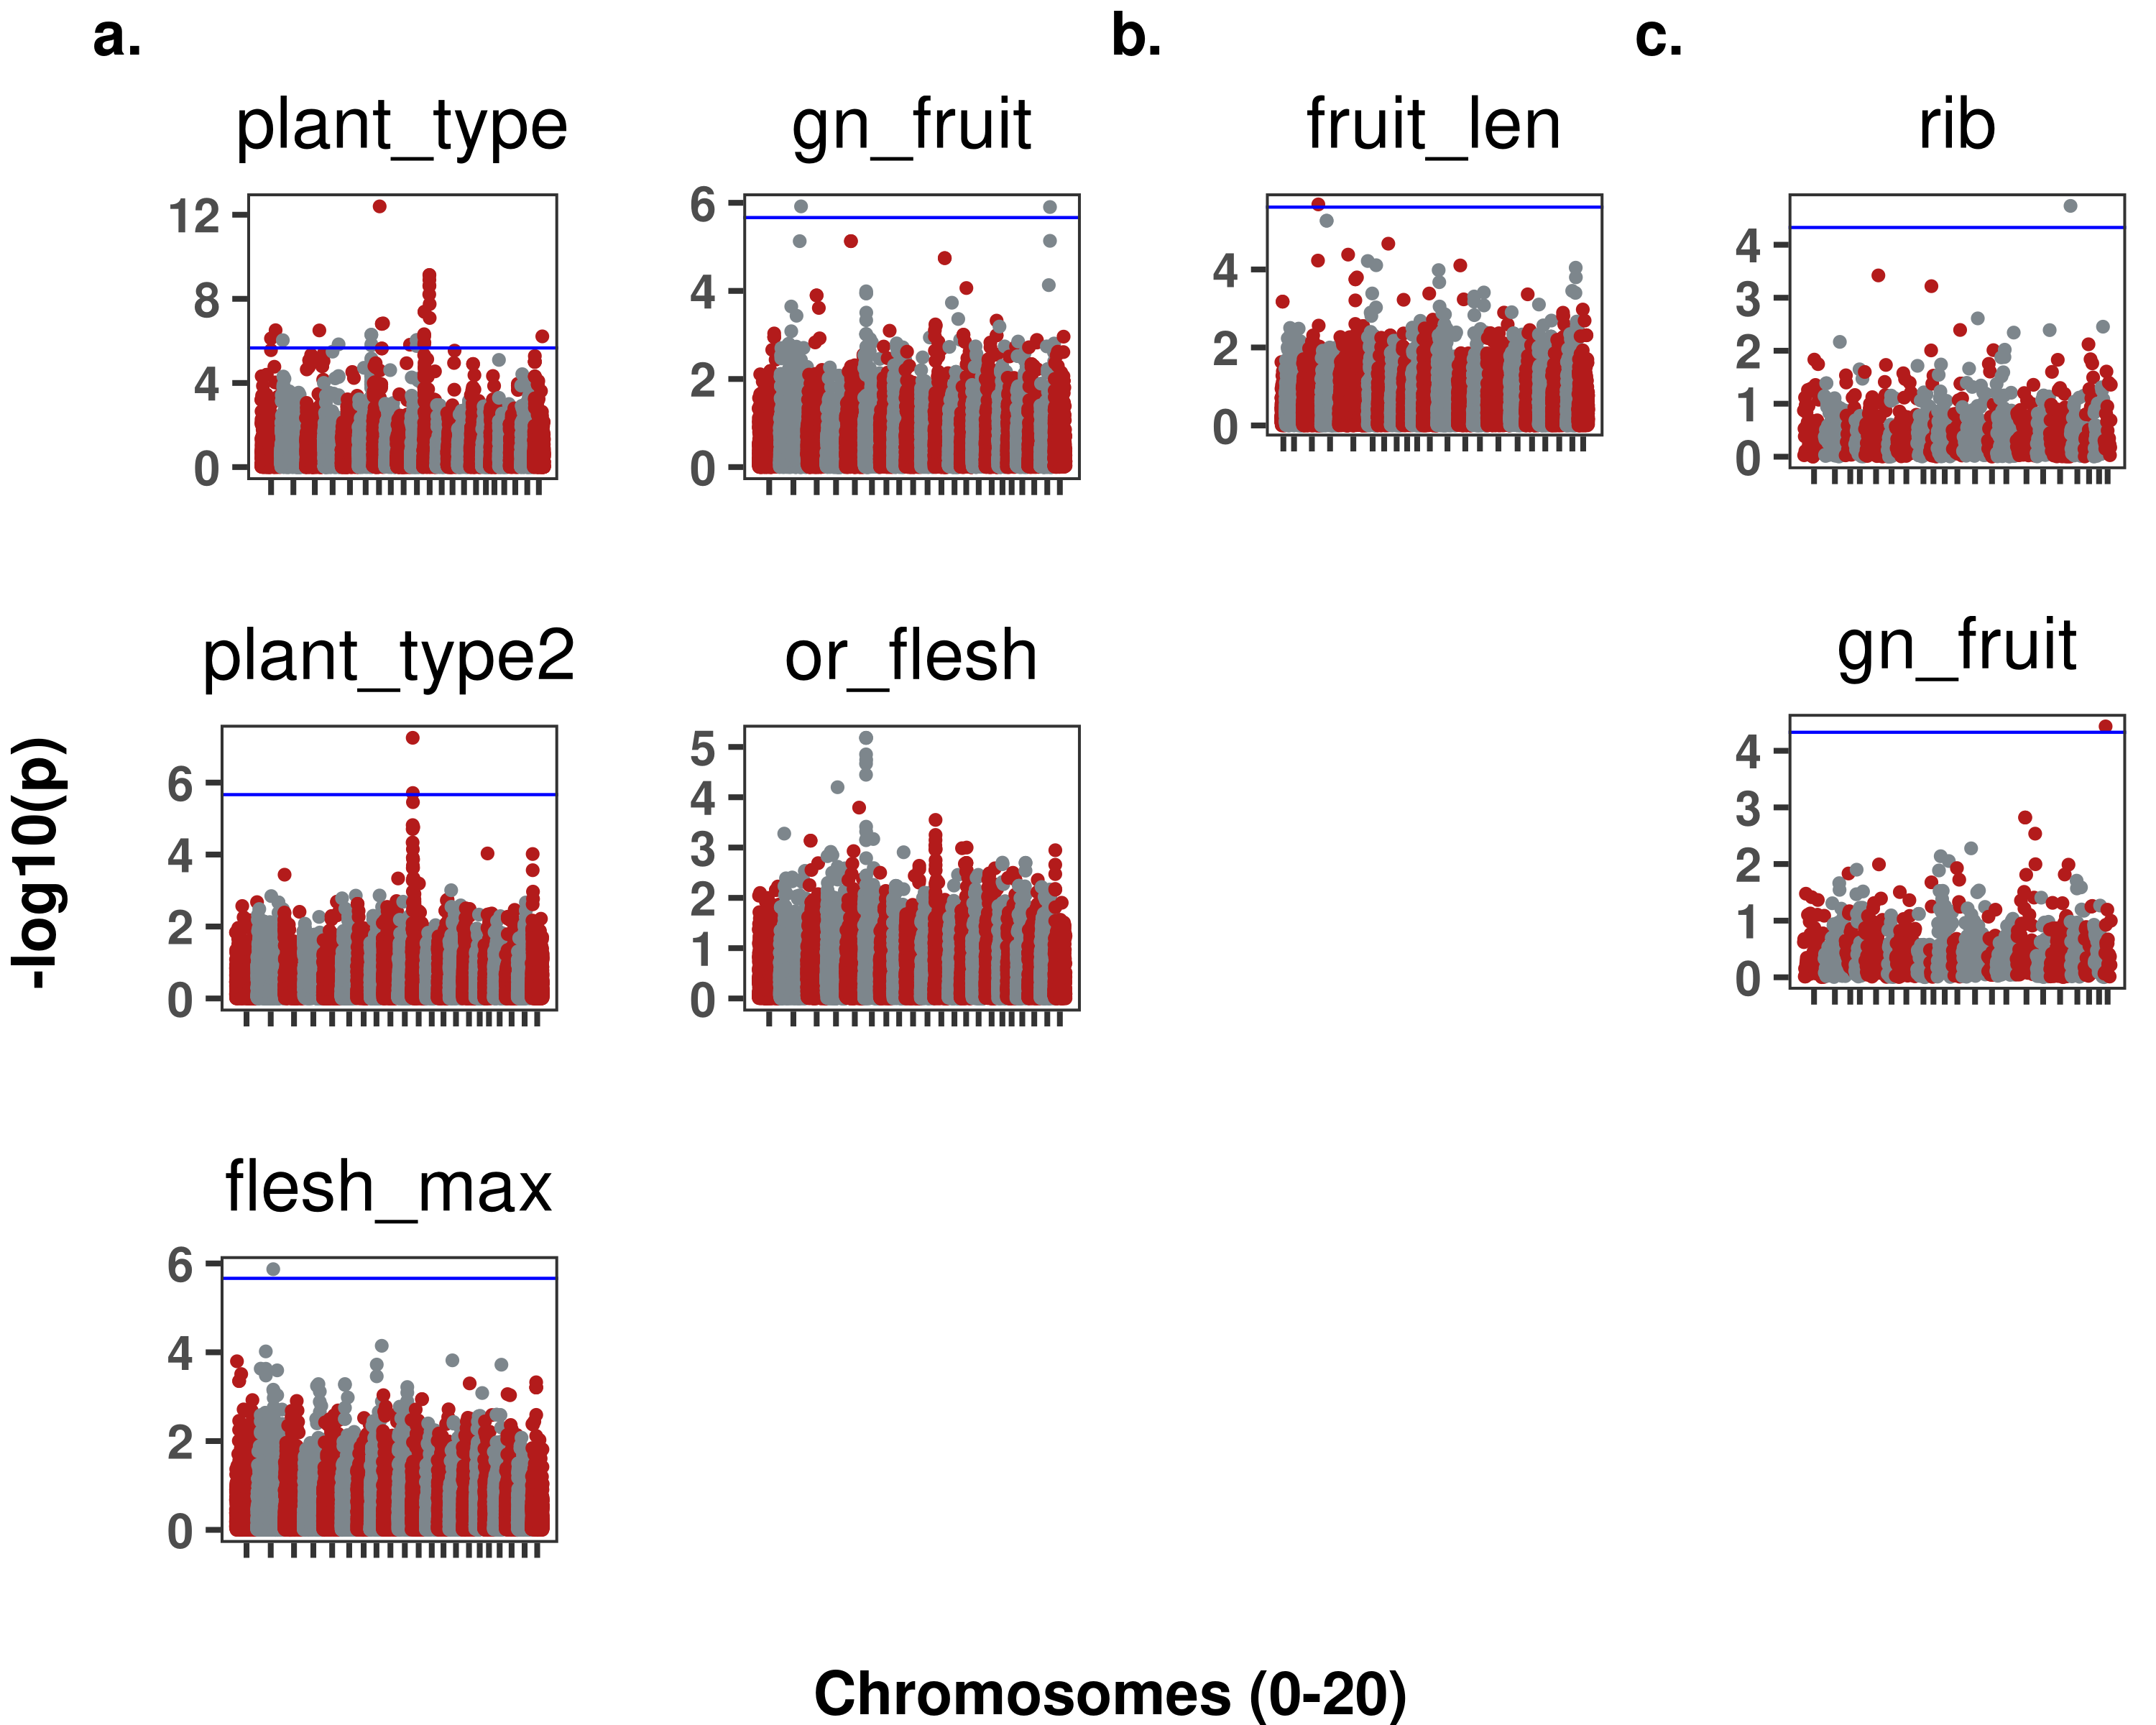 a.
b.
c.
plant_type
gn_fruit
fruit_len
rib
12
8
4
0
6
4
2
0
4
2
0
4
3
2
1
0
plant_type2
or_flesh
gn_fruit
6
4
2
0
5
4
3
2
1
0
4
3
2
1
0
-log10(p)
flesh_max
6
4
2
0
Chromosomes (0-20)